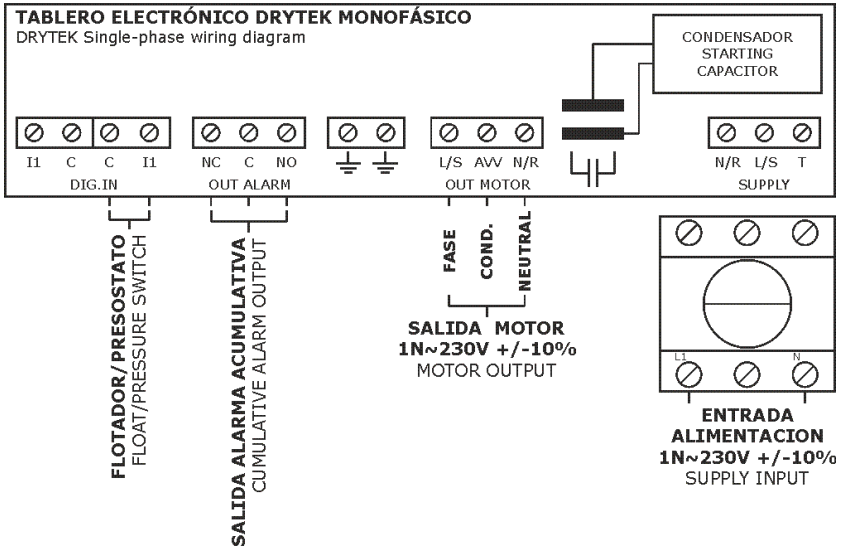 TABLERO ELECTRÓNICO DRYTEK MONOFÁSICO
DRYTEK Single-phase wiring diagram
CONDENSADOR
STARTING
CAPACITOR
I1 C C I1
DIG.IN
NC C NO
OUT ALARM
L/S AVV N/R
OUT MOTOR
N/R L/S T
SUPPLY
FLOTADOR/PRESOSTATO
FLOAT/PRESSURE SWITCH
SALIDA ALARMA ACUMULATIVA
CUMULATIVE ALARM OUTPUT
FASE
COND.
NEUTRAL
SALIDA MOTOR
1N~230V +/-10%
MOTOR OUTPUT
L1 N
ENTRADA
ALIMENTACION
1N~230V +/-10%
SUPPLY INPUT